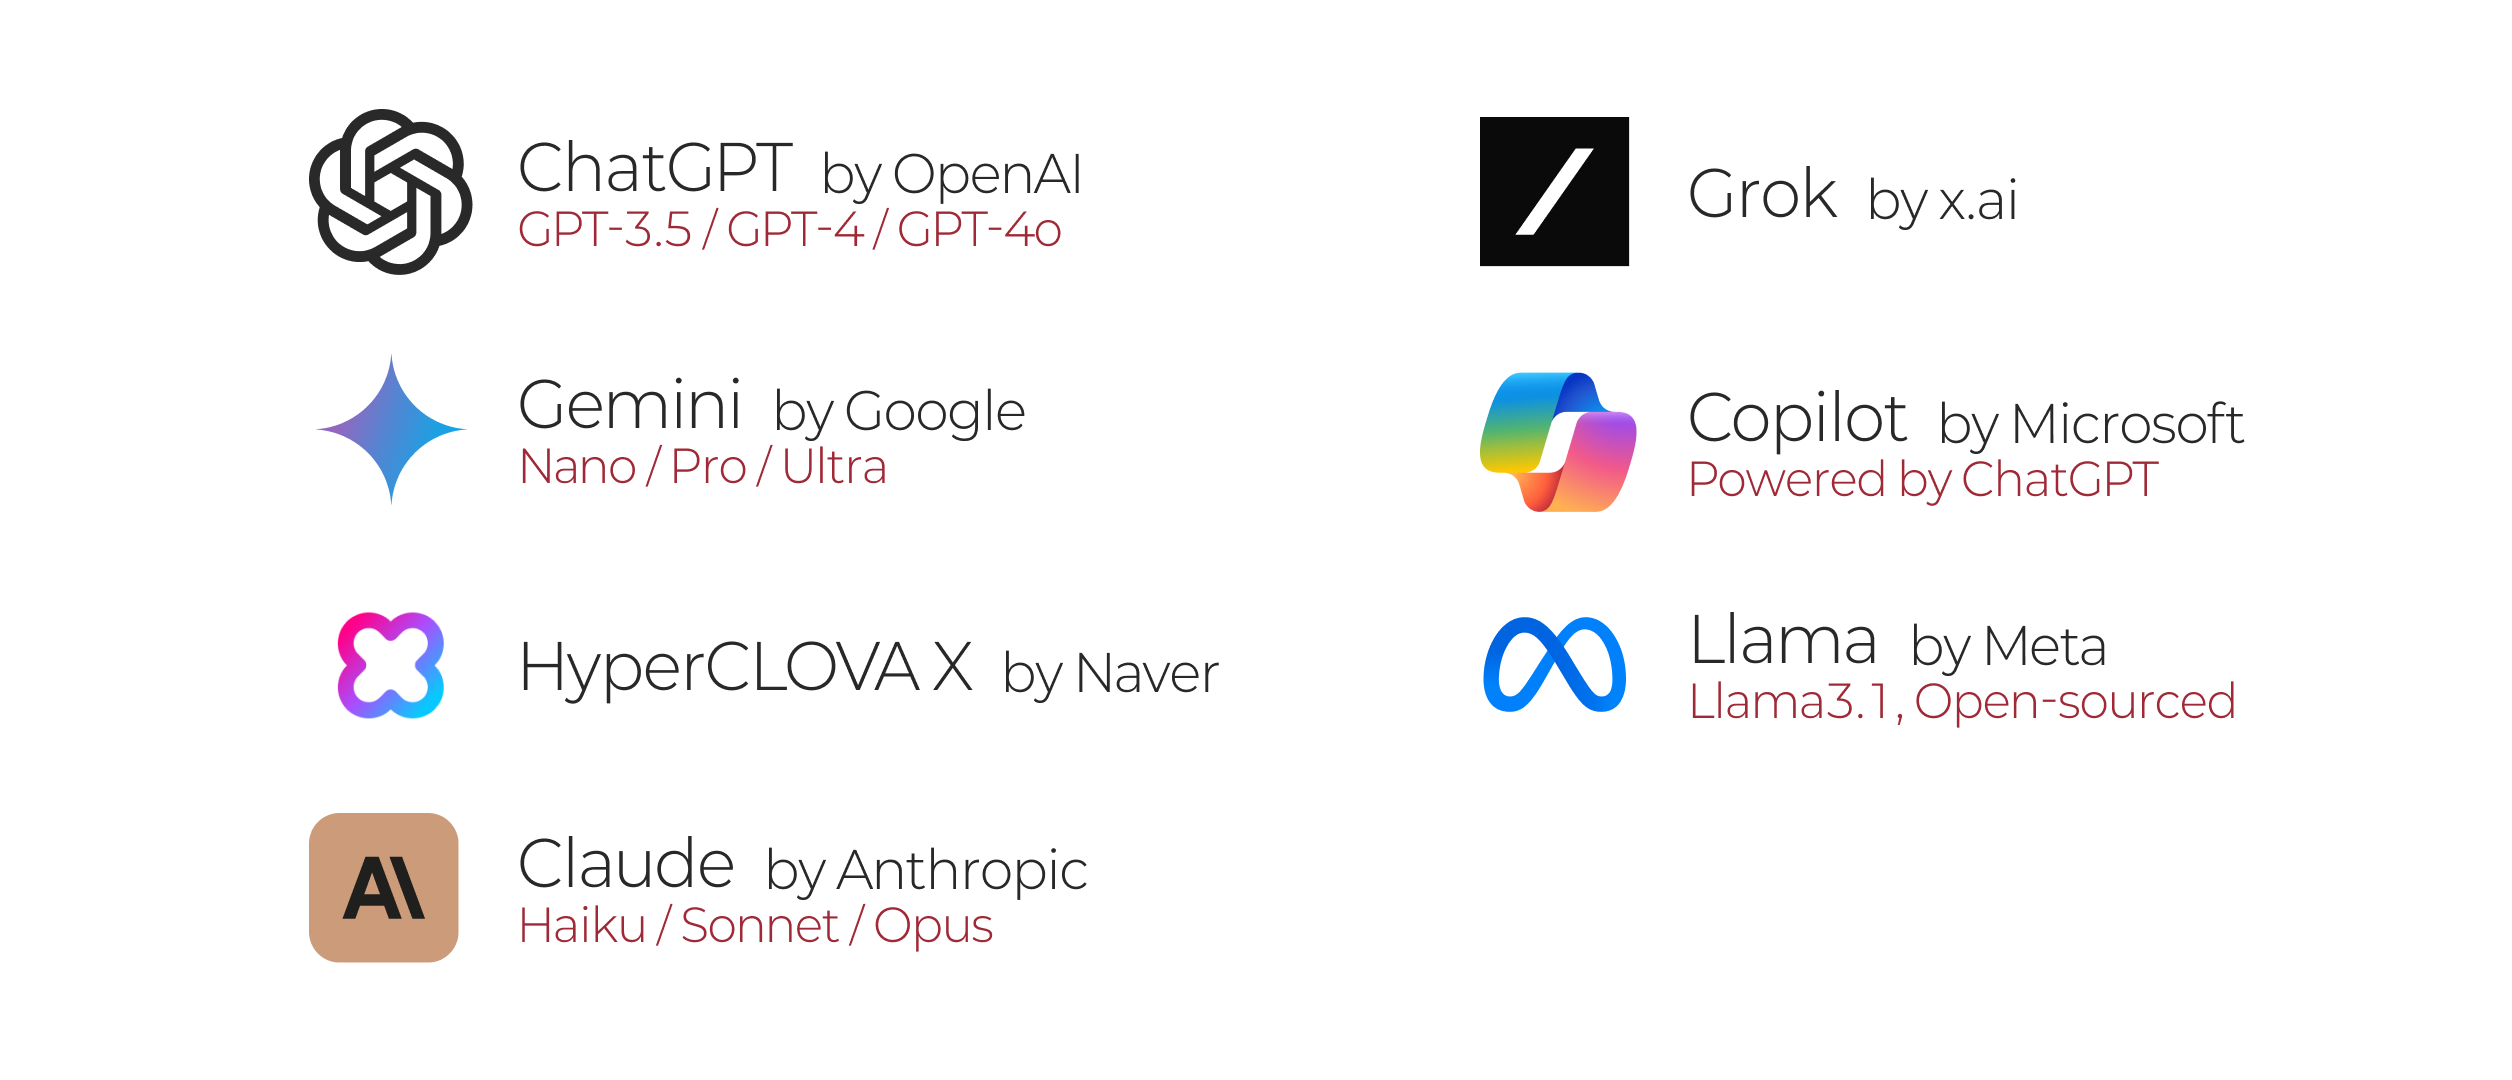 ChatGPT by OpenAI
GPT-3.5 / GPT-4 / GPT-4o
Gemini by Google
Nano / Pro / Ultra
HyperCLOVA X by Naver
AI
Claude by Anthropic
Haiku / Sonnet / Opus
Grok by x.ai
Copilot by Microsoft
Powered by ChatGPT
Llama by Meta
Llama3.1, Open-sourced